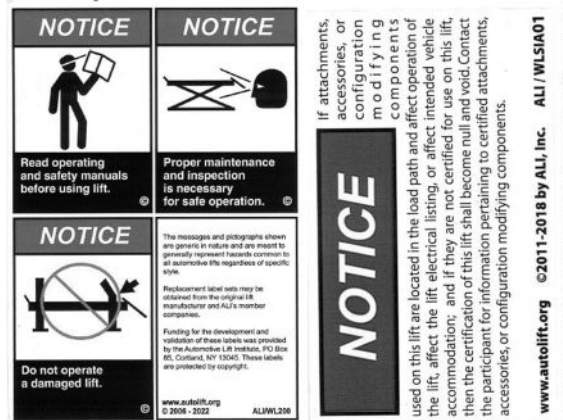 NOTICE
Read operating
and safety manuals
before using lift.
©
NOTICE
Proper maintenance
and inspection
is necessary
for safe operation.
©
NOTICE
Do not operate
a damaged lift.
©
The messages and pictographs shown
are generic in nature and are meant to
generally represent hazards common to
all automotive lifts regardless of specific
style.
Replacement label sets may be
obtained from the original lift
manufacturer and ALI's member
companies.
Funding for the development and
validation of these labels was provided
by the Automotive Lift Institute, PO Box
85, Cortland, NY 13045. These labels
are protected by copyright.
www.autolift.org
© 2006 - 2022 ALI/WL200
NOTICE
If attachments,
accessories, or
configuration
modifying
components
used on this lift are located in the load path and affect operation of
the lift, affect the lift electrical listing, or affect intended vehicle
accommodation; and if they are not certified for use on this lift,
then the certification of this lift shall become null and void. Contact
the participant for information pertaining to certified attachments,
accessories, or configuration modifying components.
www.autolift.org ©2011-2018 by ALI, Inc. ALI / WLSIA01